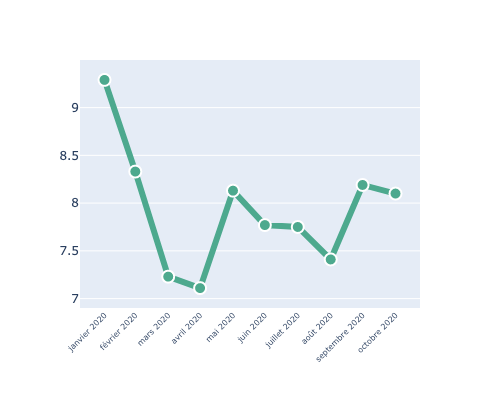 9
8.5
8
7.5
7
janvier 2020
février 2020
mars 2020
avril 2020
mai 2020
juin 2020
juillet 2020
août 2020
septembre 2020
octobre 2020